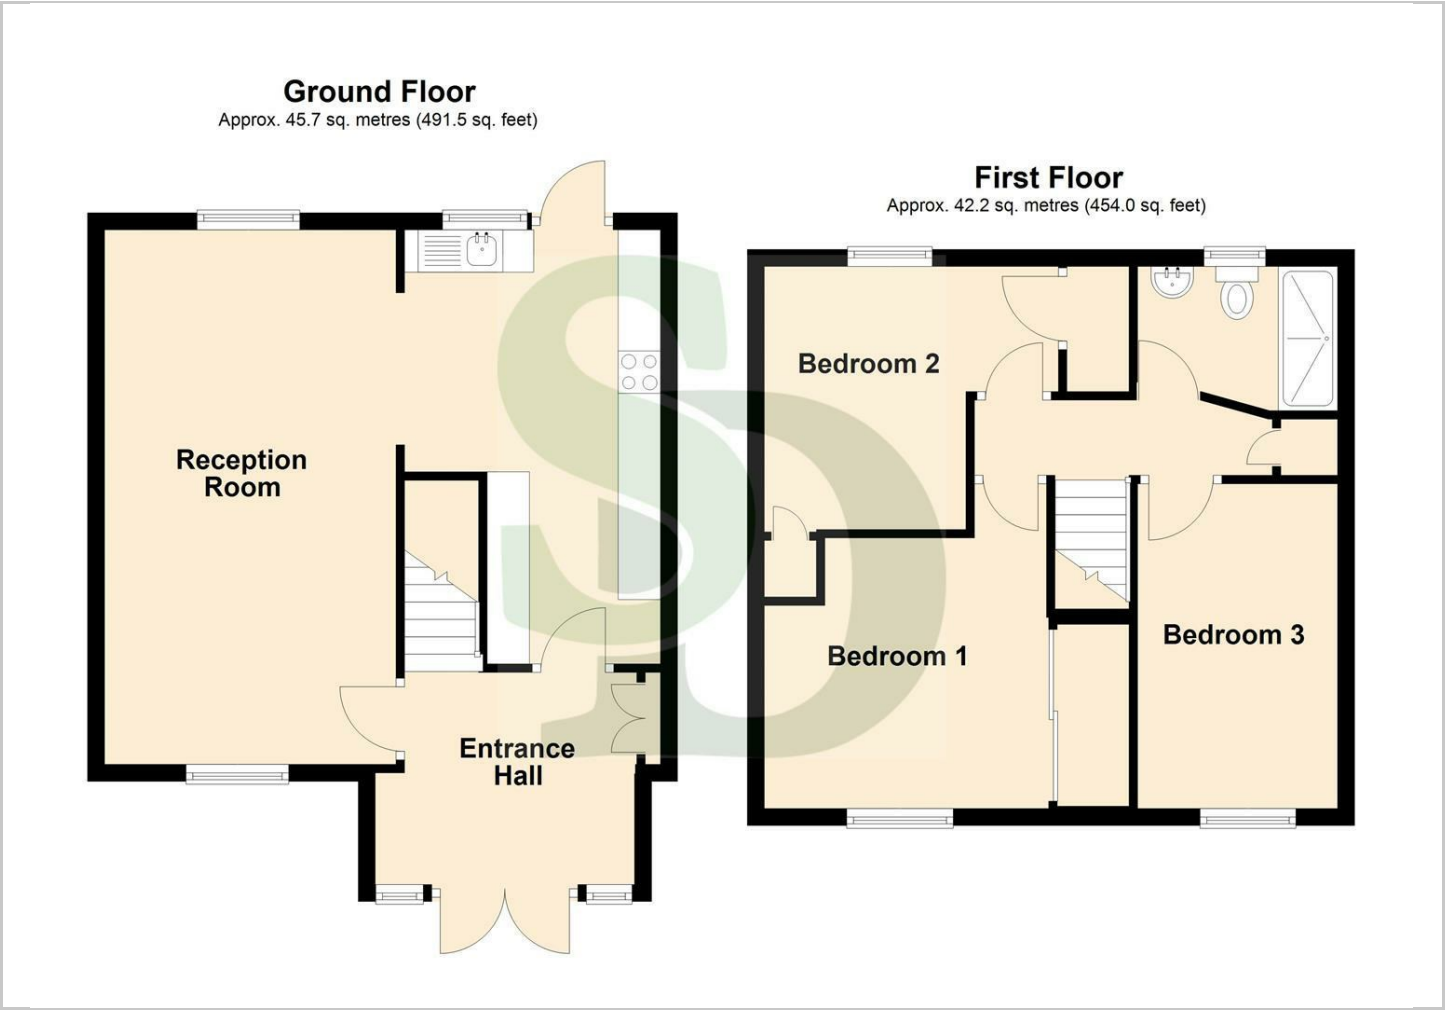 Ground Floor
Approx. 45.7 sq. metres (491.5 sq. feet)
First Floor
Approx. 42.2 sq. metres (454.0 sq. feet)
Reception
Room
Entrance
Hall
Bedroom 2
Bedroom 1
Bedroom 3
SD